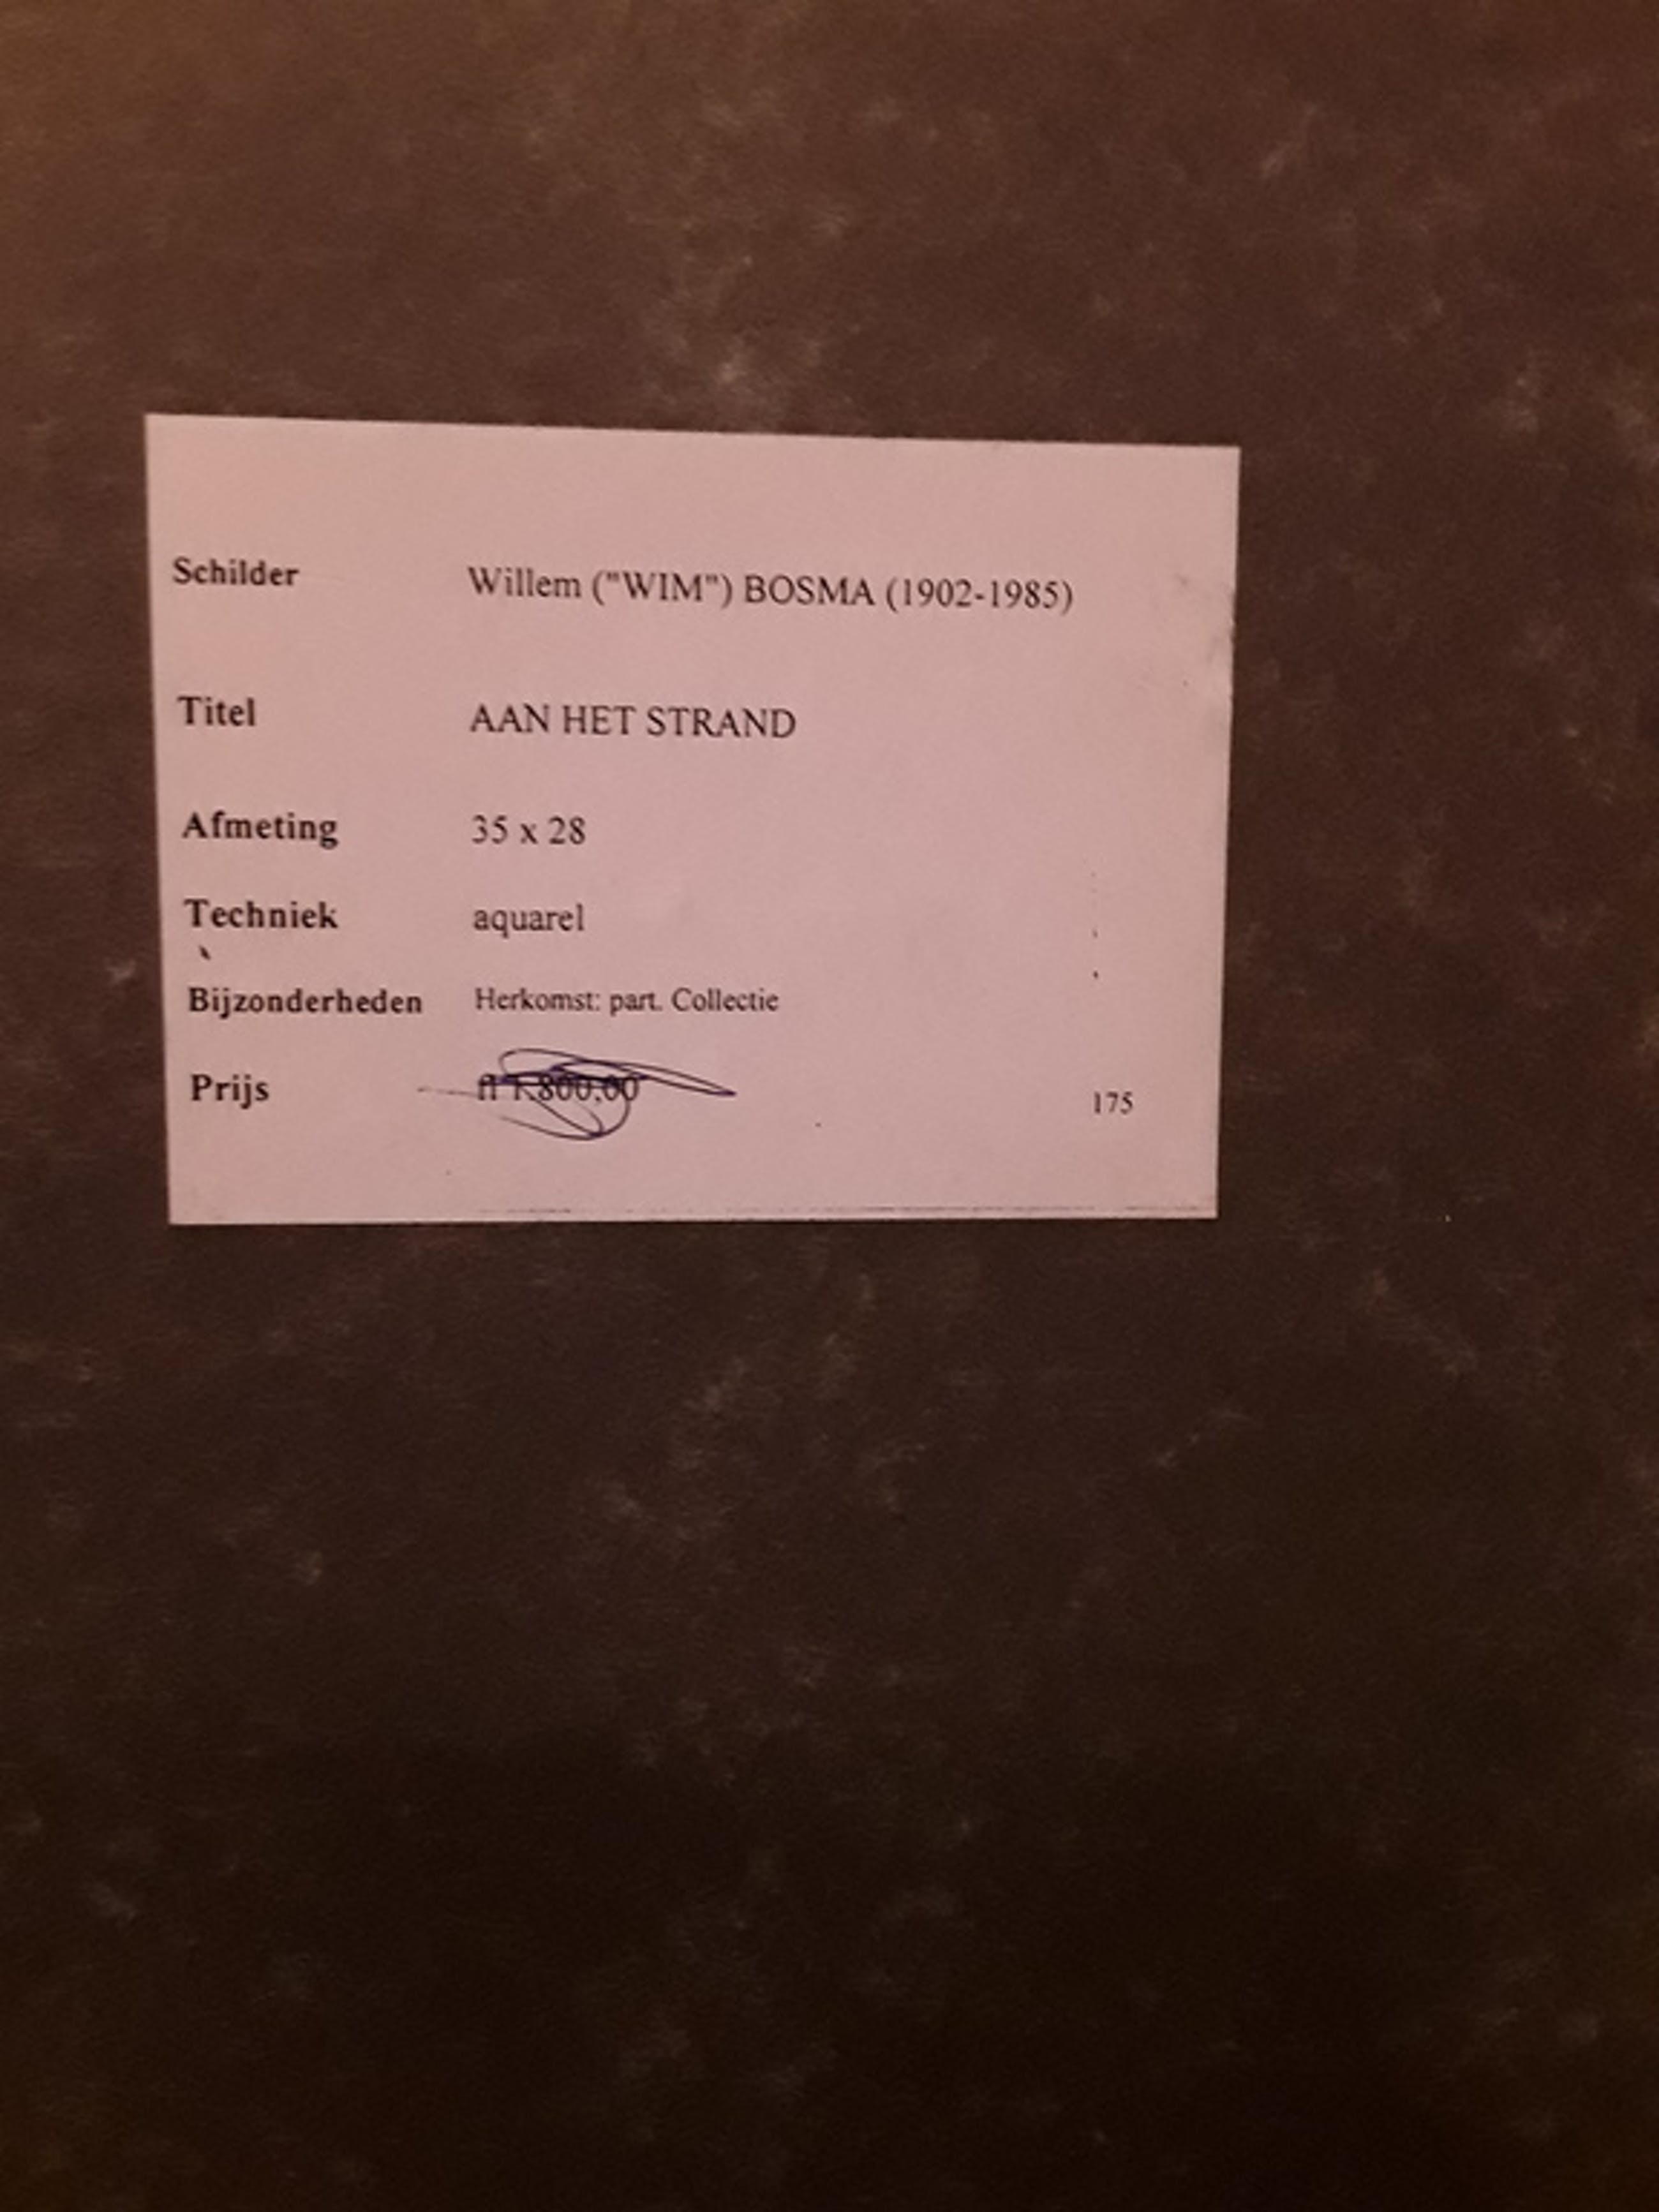 Schilder Willem ("WIM") BOSMA (1902-1985)
Titel AAN HET STRAND
Afmeting 35 x 28
Techniek aquarel
Bijzonderheden Herkomst: part. Collectie
Prijs fl 1.800,00 175